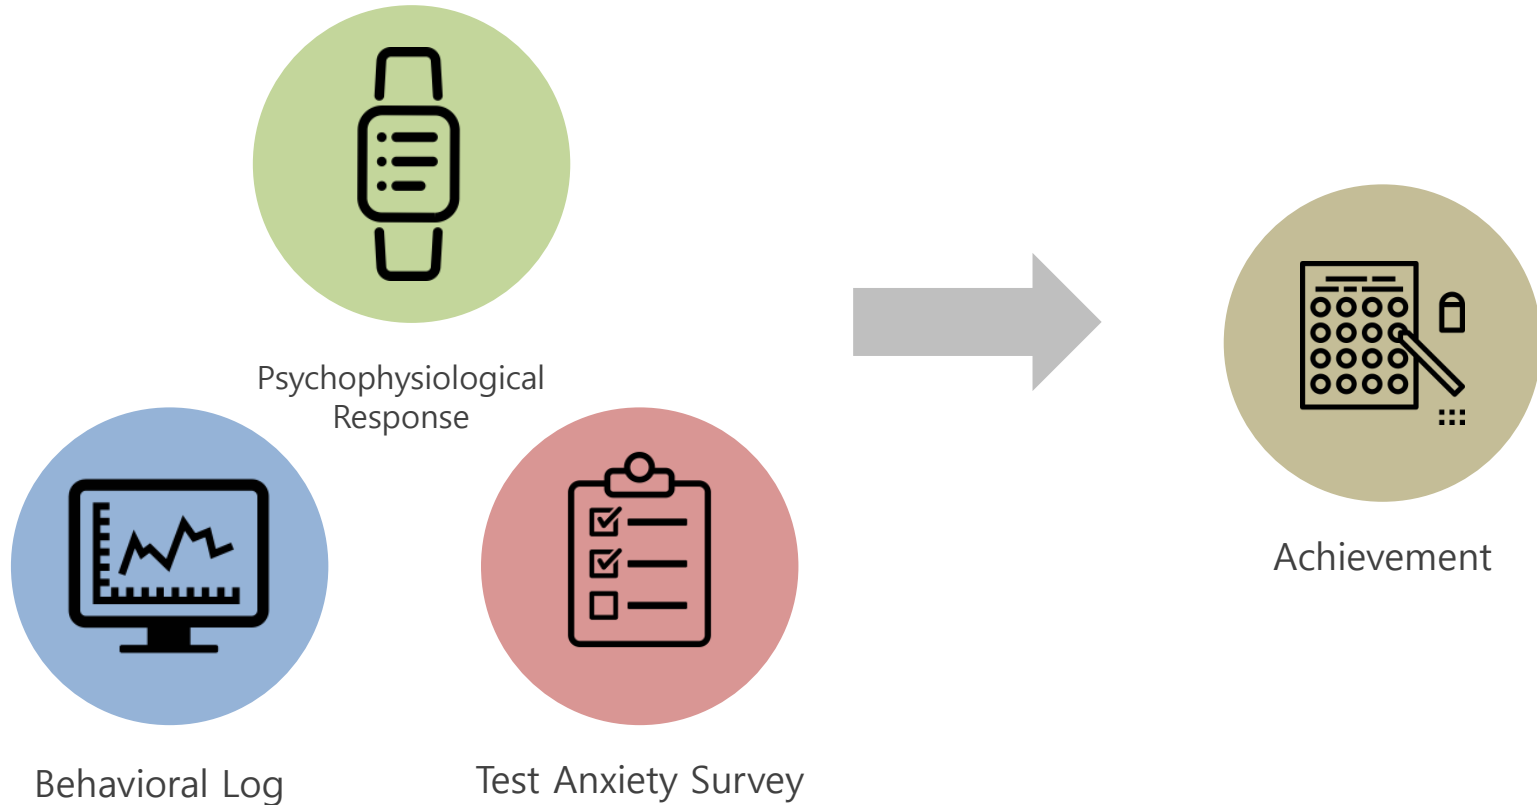 Psychophysiological
Response
Behavioral Log
Test Anxiety Survey
Achievement